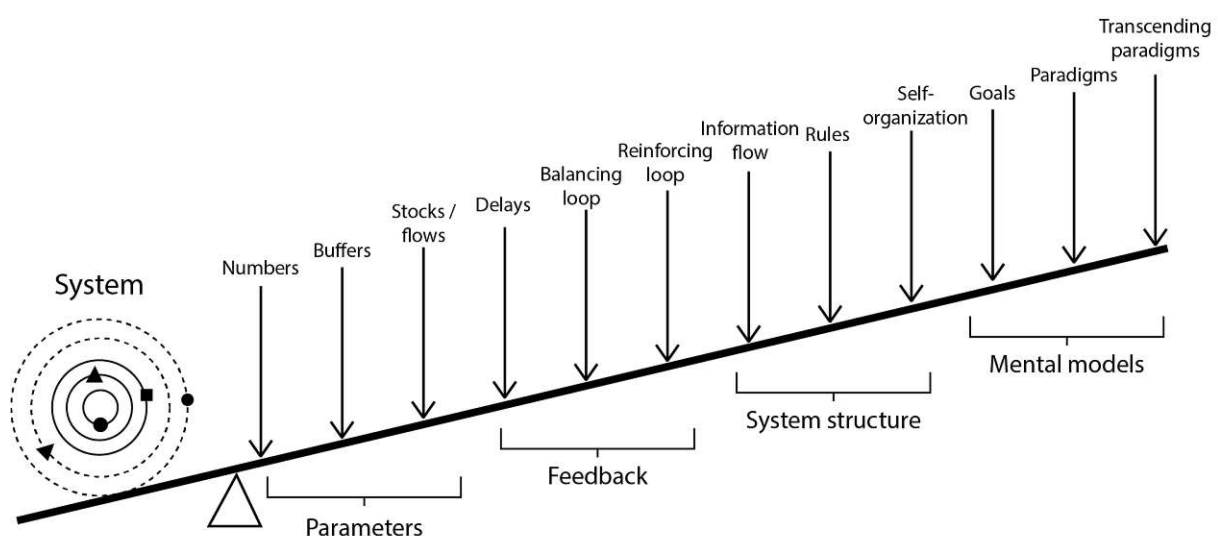 System
Numbers
Buffers
Stocks /
flows
Delays
Balancing
loop
Reinforcing
loop
Information
flow
Rules
Self-
organization
Goals
Paradigms
Transcending
paradigms
Parameters
Feedback
System structure
Mental models